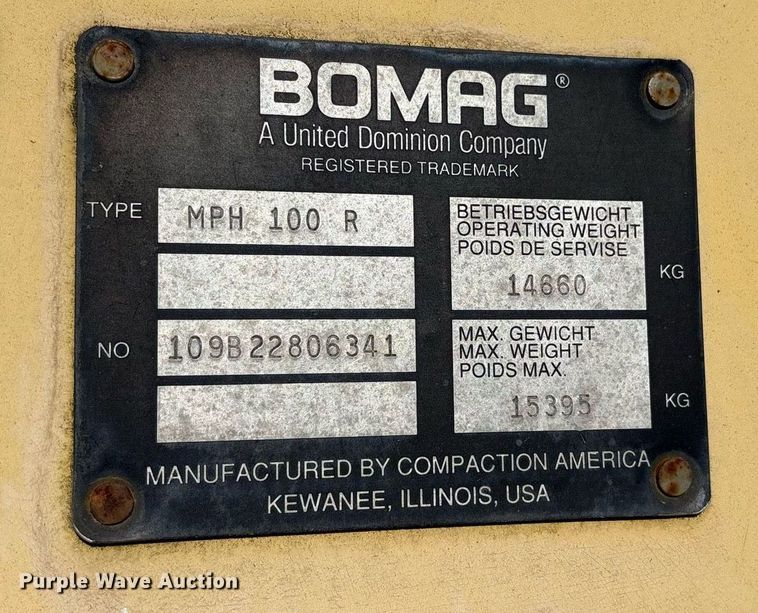 BOMAG®
A United Dominion Company
REGISTERED TRADEMARK
TYPE MPH 100 R
BETRIEBSGEWICHT
OPERATING WEIGHT
POIDS DE SERVISE
14660 KG
NO 109B22806341
MAX. GEWICHT
MAX. WEIGHT
POIDS MAX.
15395 KG
MANUFACTURED BY COMPACTION AMERICA
KEWANEE, ILLINOIS, USA
Purple Wave Auction